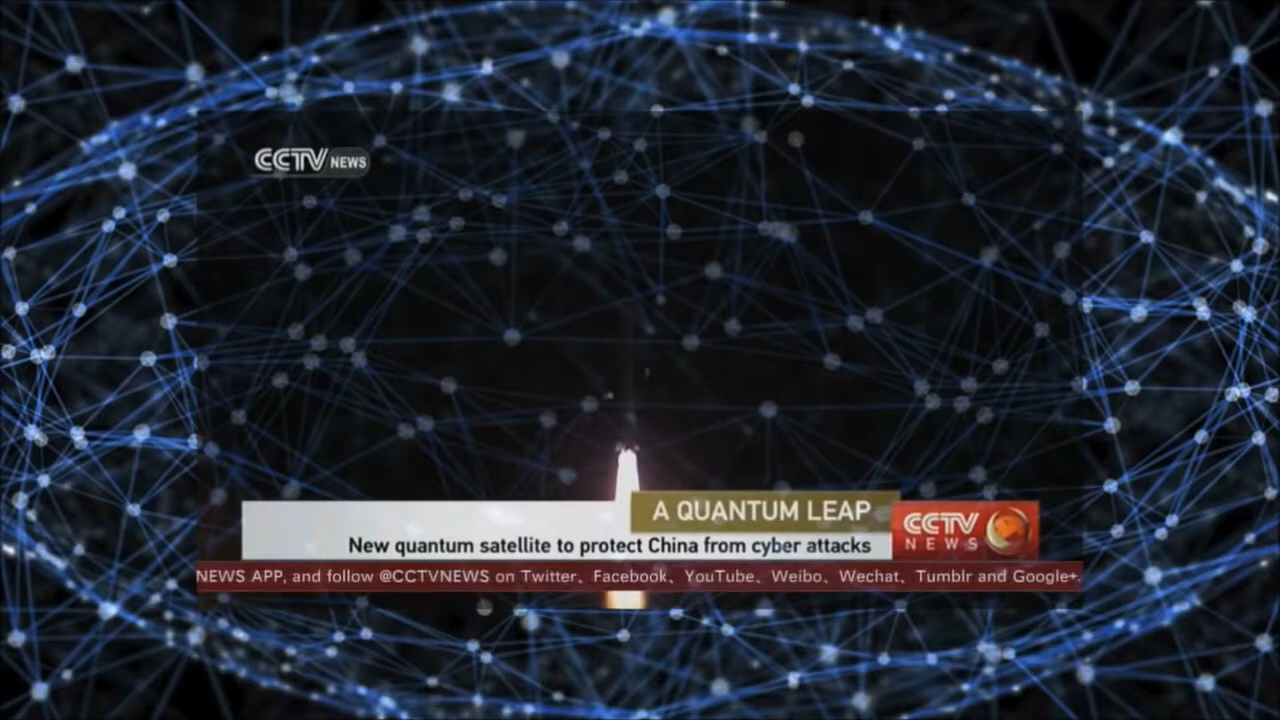 CCTV NEWS
A QUANTUM LEAP
New quantum satellite to protect China from cyber attacks
CCTV
NEWS
NEWS APP, and follow @CCTVNEWS on Twitter、Facebook、YouTube、Weibo、Wechat、Tumblr and Google+.